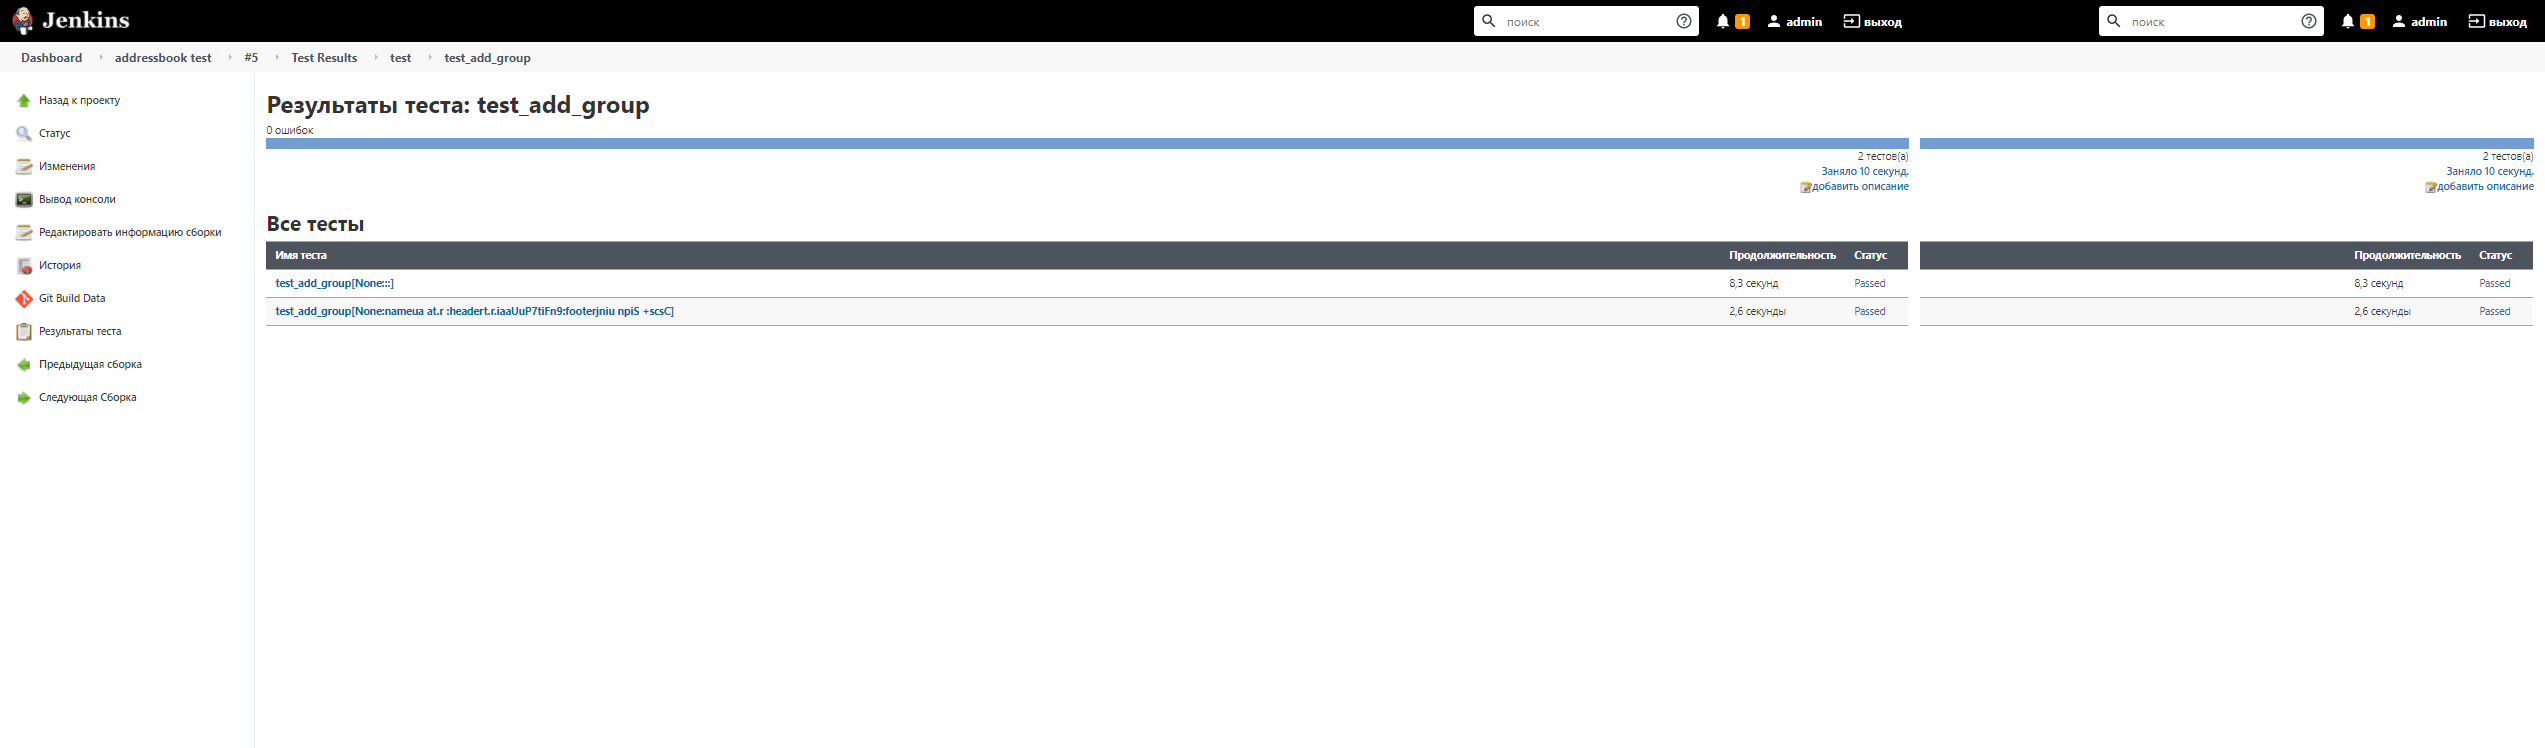 Jenkins поиск 1 admin выход поиск 1 admin выход
Dashboard addressbook test #5 Test Results test test_add_group
Назад к проекту
Статус
Изменения
Вывод консоли
Редактировать информацию сборки
История
Git Build Data
Результаты теста
Предыдущая сборка
Следующая Сборка
Результаты теста: test_add_group
0 ошибок
2 тестов(а) 2 тестов(а)
Заняло 10 секунд. Заняло 10 секунд.
добавить описание добавить описание
Все тесты
Имя теста Продолжительность Статус Продолжительность Статус
test_add_group[None:::] 8,3 секунд Passed 8,3 секунд Passed
test_add_group[None:nameua at.r :headert.r.iaaUuP7tiFn9:footerjniu npiS +scsC] 2,6 секунды Passed 2,6 секунды Passed